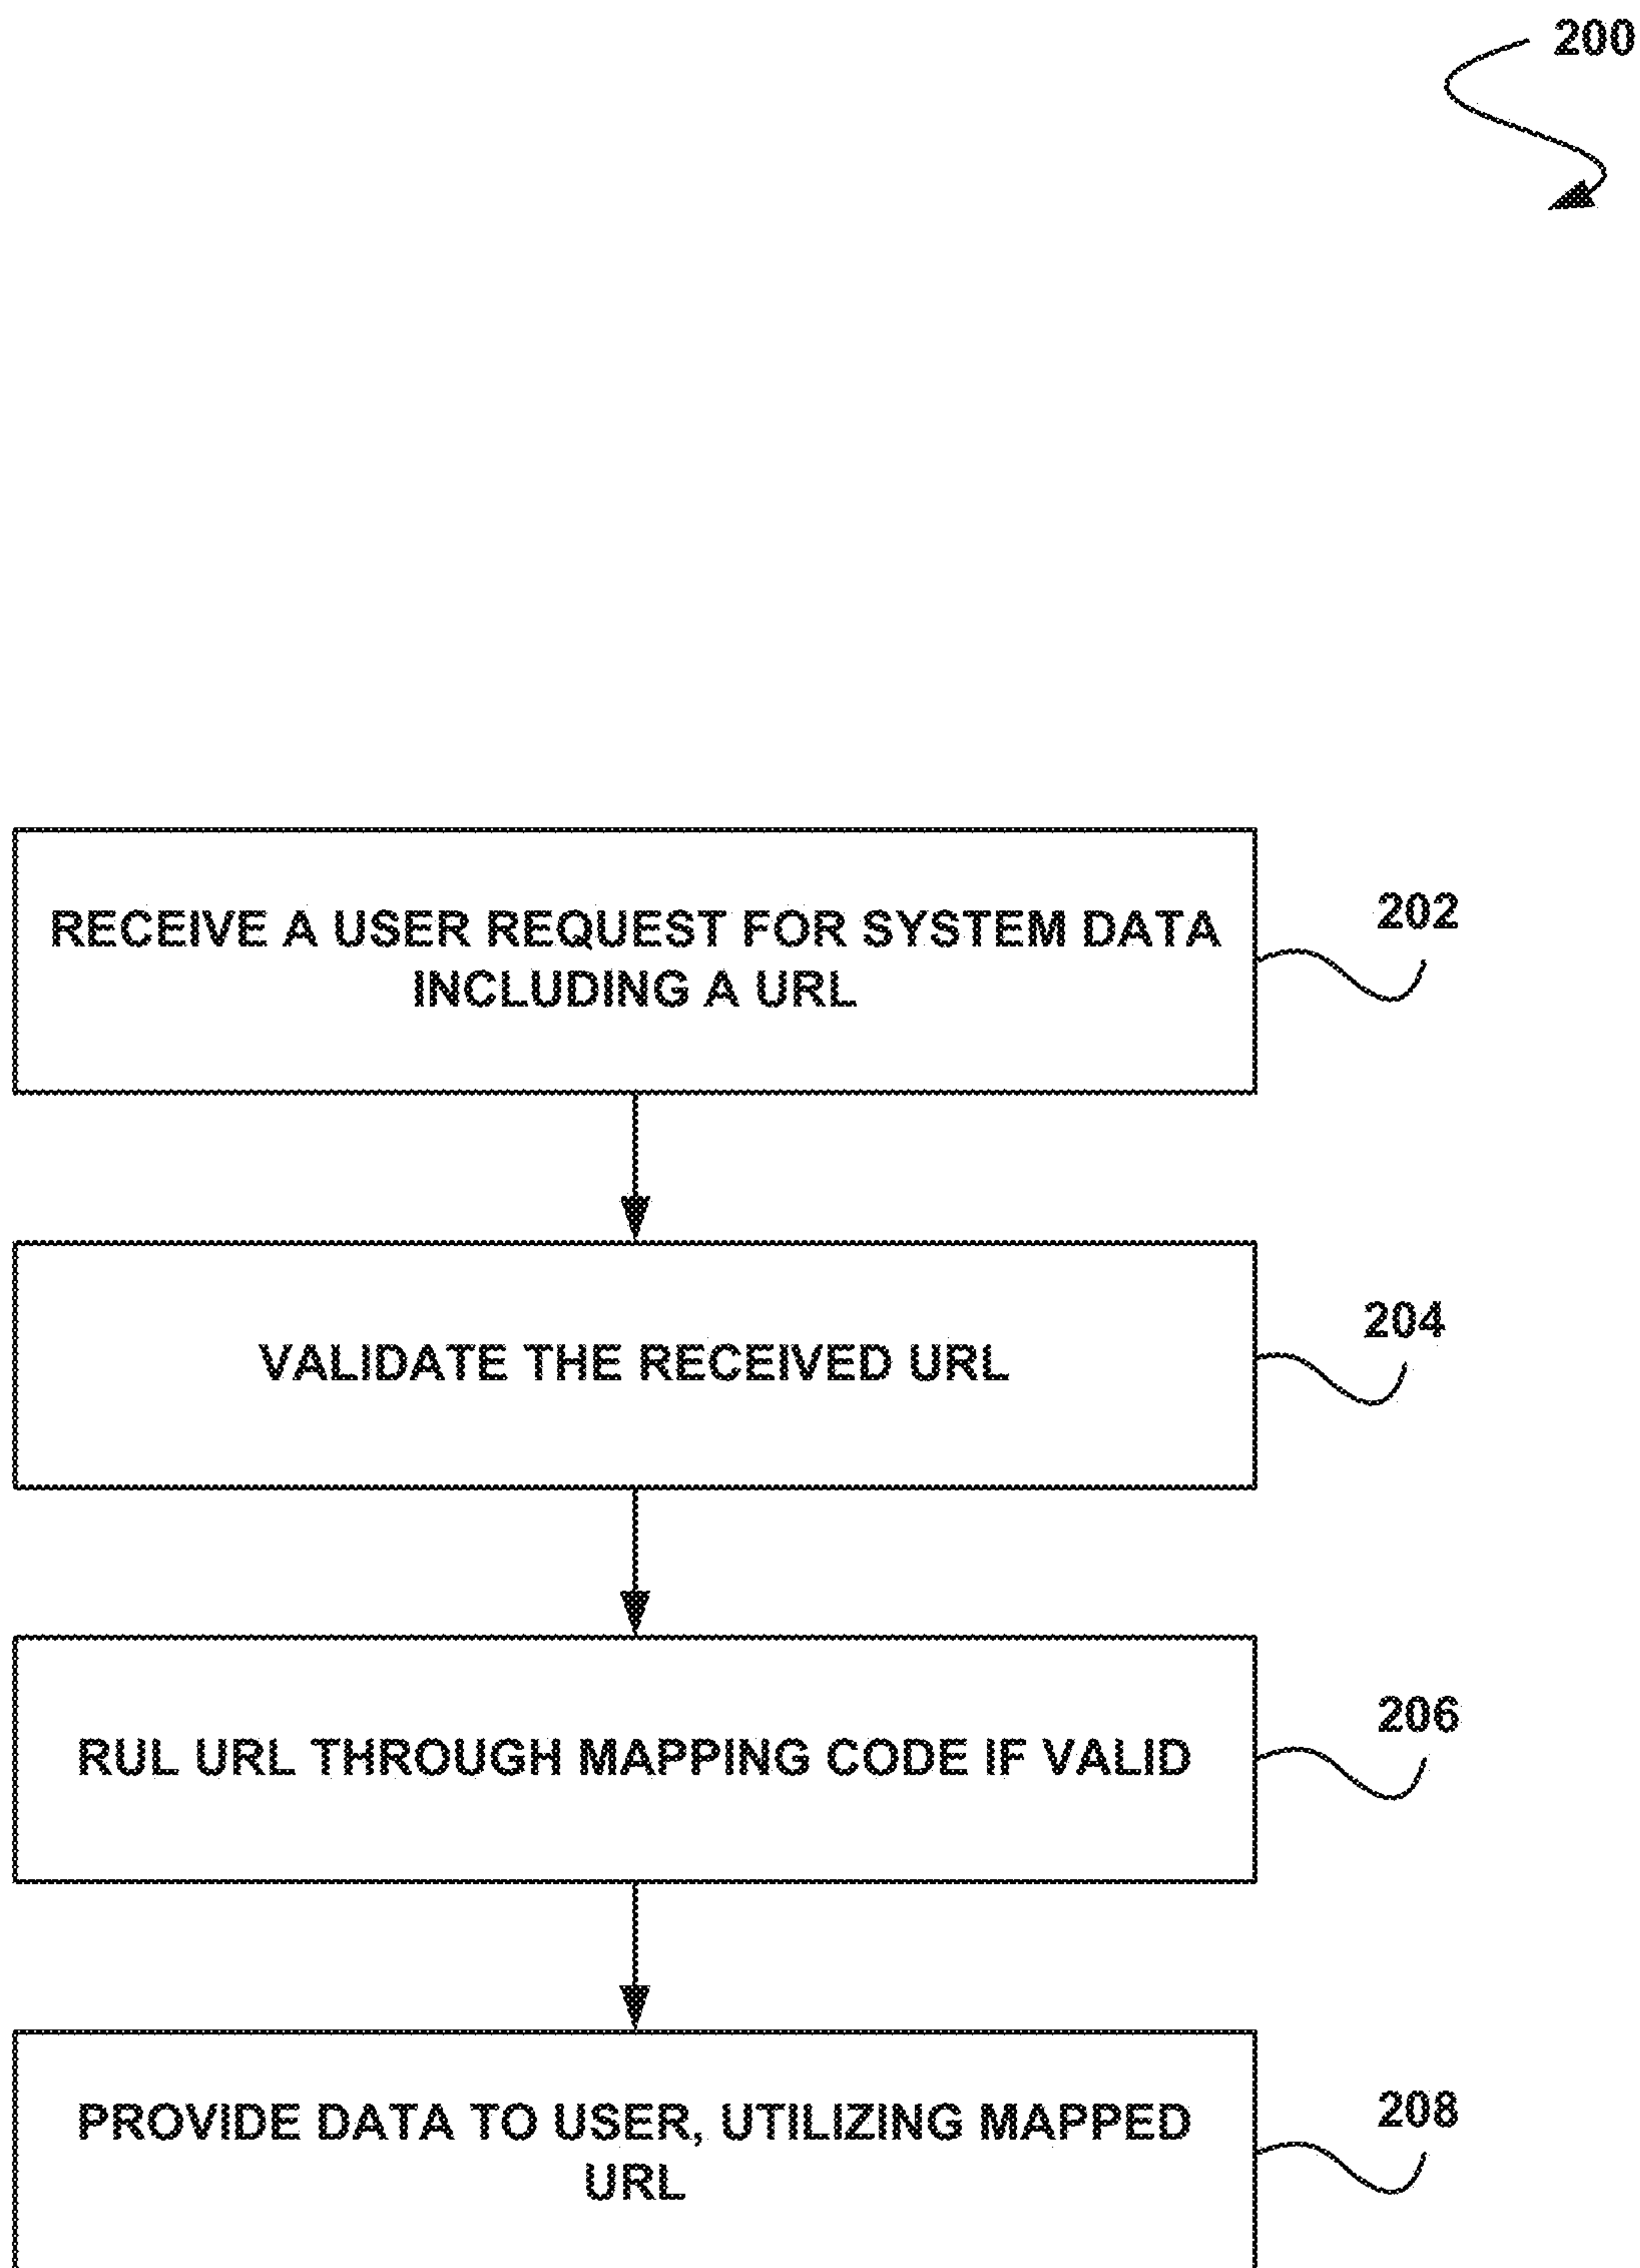 200
RECEIVE A USER REQUEST FOR SYSTEM DATA
INCLUDING A URL
202
VALIDATE THE RECEIVED URL
204
RUL URL THROUGH MAPPING CODE IF VALID
206
PROVIDE DATA TO USER, UTILIZING MAPPED
URL
208